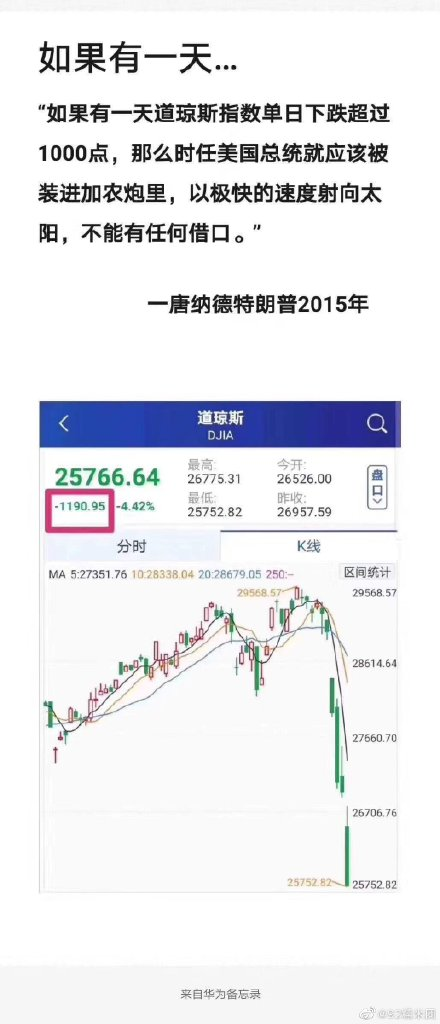 如果有一天...
“如果有一天道琼斯指数单日下跌超过
1000点，那么时任美国总统就应该被
装进加农炮里，以极快的速度射向太
阳，不能有任何借口。”
—唐纳德特朗普2015年
道琼斯
DJIA
25766.64
-1190.95 -4.42%
最高: 26775.31
今开: 26526.00
最低: 25752.82
昨收: 26957.59
盘口
分时 K线
MA 5:27351.76 10:28338.04 20:28679.05 250:-- 区间统计
29568.57 29568.57
28614.64
27660.70
26706.76
25752.82 25752.82
来自华为备忘录